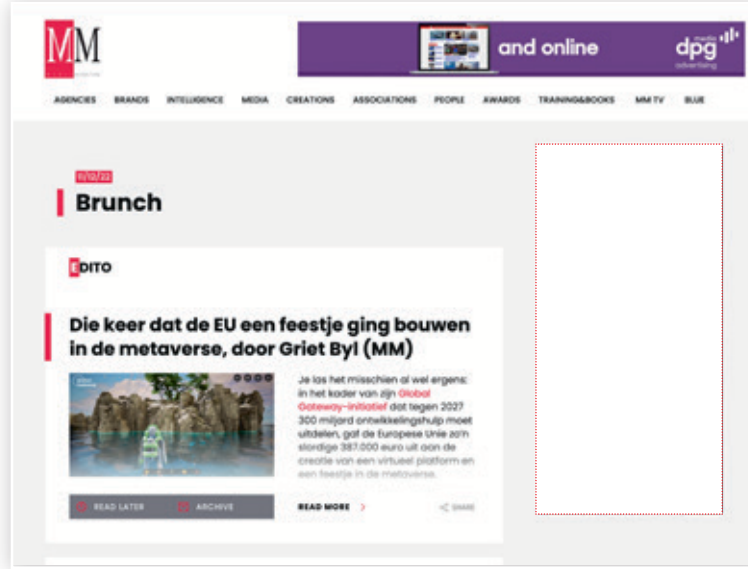 MM
and online
media
dpg
advertising
AGENCIES BRANDS INTELLIGENCE MEDIA CREATIONS ASSOCIATIONS PEOPLE AWARDS TRAINING&BOOKS MM TV BLUE
11/12/22
Brunch
EDITO
Die keer dat de EU een feestje ging bouwen
in de metaverse, door Griet Byl (MM)
Je las het misschien al wel ergens:
in het kader van zijn Global
Gateway-initiatief dat tegen 2027
300 miljard ontwikkelingshulp moet
uitdelen, gaf de Europese Unie zo'n
slordige 387.000 euro uit aan de
creatie van een virtueel platform en
een feestje in de metaverse.
READ LATER ARCHIVE READ MORE SHARE